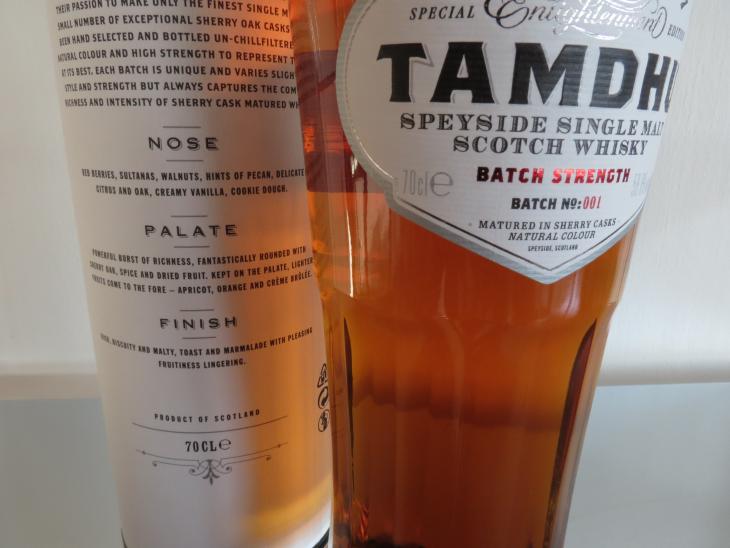 THEIR PASSION TO MAKE ONLY THE FINEST SINGLE M
SMALL NUMBER OF EXCEPTIONAL SHERRY OAK CASKS
BEEN HAND SELECTED AND BOTTLED UN-CHILLFILTERE
NATURAL COLOUR AND HIGH STRENGTH TO REPRESENT T
AT ITS BEST. EACH BATCH IS UNIQUE AND VARIES SLIGH
STYLE AND STRENGTH BUT ALWAYS CAPTURES THE COM
RICHNESS AND INTENSITY OF SHERRY CASK MATURED WH
NOSE
RED BERRIES, SULTANAS, WALNUTS, HINTS OF PECAN, DELICATE
CITRUS AND OAK, CREAMY VANILLA, COOKIE DOUGH.
PALATE
POWERFUL BURST OF RICHNESS, FANTASTICALLY ROUNDED WITH
SHERRY OAK, SPICE AND DRIED FRUIT. KEPT ON THE PALATE, LIGHTER
FRUITS COME TO THE FORE – APRICOT, ORANGE AND CRÈME BRÛLÉE.
FINISH
BISCUITY AND MALTY, TOAST AND MARMALADE WITH PLEASING
FRUITINESS LINGERING.
PRODUCT OF SCOTLAND
70CL℮
SPECIAL Enlightenment EDITION
TAMDHU
SPEYSIDE SINGLE MALT
SCOTCH WHISKY
70cl℮ BATCH STRENGTH
BATCH Nº:001
MATURED IN SHERRY CASKS
NATURAL COLOUR
SPEYSIDE, SCOTLAND